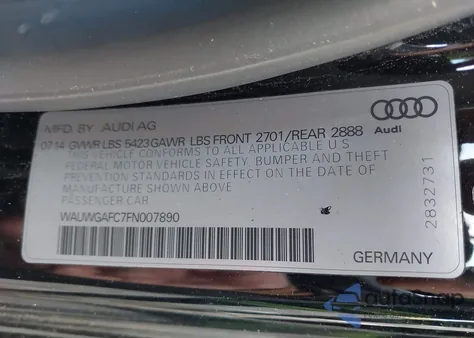 MFD. BY AUDI AG
07 14 GVWR LBS 5423 GAWR LBS FRONT 2701/REAR 2888
THIS VEHICLE CONFORMS TO ALL APPLICABLE U S
FEDERAL MOTOR VEHICLE SAFETY, BUMPER AND THEFT
PREVENTION STANDARDS IN EFFECT ON THE DATE OF
MANUFACTURE SHOWN ABOVE
PASSENGER CAR
WAUWGAFC7FN007890
Audi
2832731
GERMANY
autoSnap